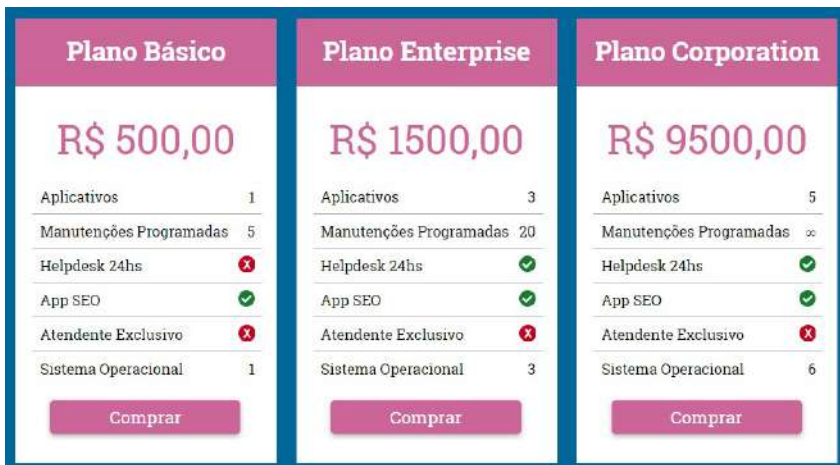 Plano Básico
R$ 500,00
Aplicativos 1
Manutenções Programadas 5
Helpdesk 24hs X
App SEO ✓
Atendente Exclusivo X
Sistema Operacional 1
Comprar
Plano Enterprise
R$ 1500,00
Aplicativos 3
Manutenções Programadas 20
Helpdesk 24hs ✓
App SEO ✓
Atendente Exclusivo X
Sistema Operacional 3
Comprar
Plano Corporation
R$ 9500,00
Aplicativos 5
Manutenções Programadas ∞
Helpdesk 24hs ✓
App SEO ✓
Atendente Exclusivo X
Sistema Operacional 6
Comprar